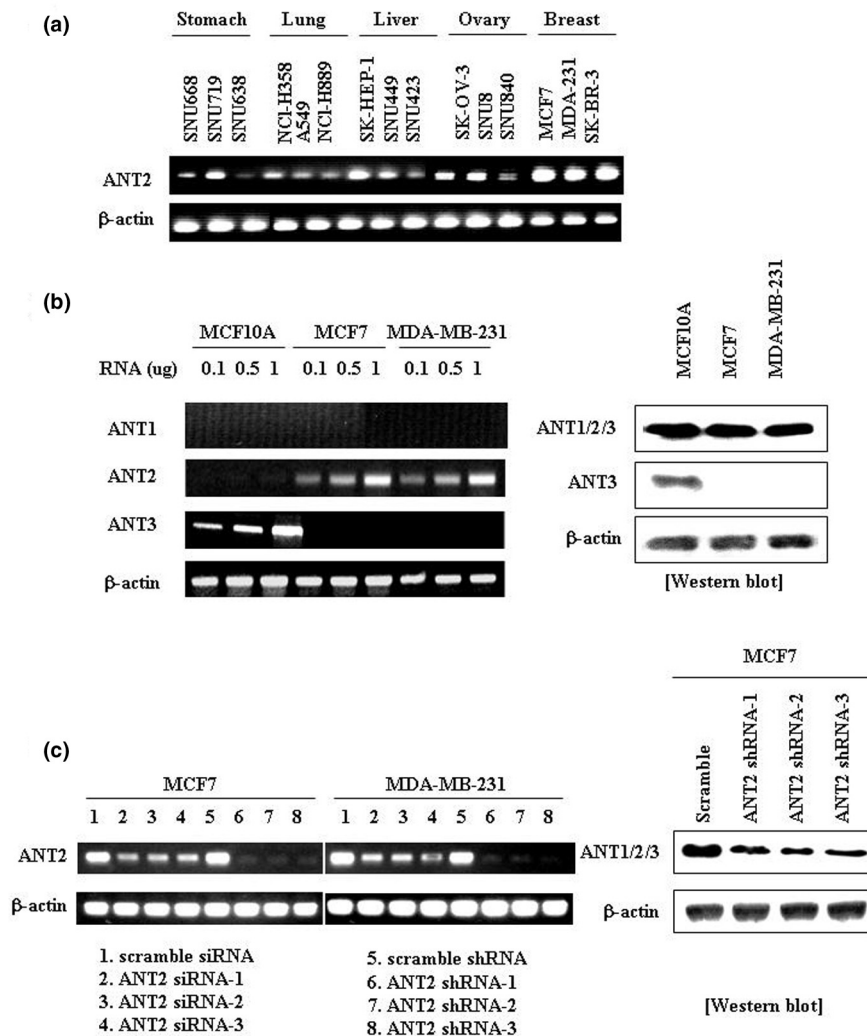 (a)
Stomach Lung Liver Ovary Breast
SNU668 SNU719 SNU638 NCI-H358 A549 NCI-H889 SK-HEP-1 SNU449 SNU423 SK-OV-3 SNU8 SNU840 MCF7 MDA-231 SK-BR-3
ANT2
β-actin
(b)
MCF10A MCF7 MDA-MB-231
RNA (ug) 0.1 0.5 1 0.1 0.5 1 0.1 0.5 1
ANT1
ANT2
ANT3
β-actin
MCF10A MCF7 MDA-MB-231
ANT1/2/3
ANT3
β-actin
[Western blot]
(c)
MCF7 MDA-MB-231
1 2 3 4 5 6 7 8 1 2 3 4 5 6 7 8
ANT2
β-actin
1. scramble siRNA
2. ANT2 siRNA-1
3. ANT2 siRNA-2
4. ANT2 siRNA-3
5. scramble shRNA
6. ANT2 shRNA-1
7. ANT2 shRNA-2
8. ANT2 shRNA-3
MCF7
Scramble ANT2 shRNA-1 ANT2 shRNA-2 ANT2 shRNA-3
ANT1/2/3
β-actin
[Western blot]